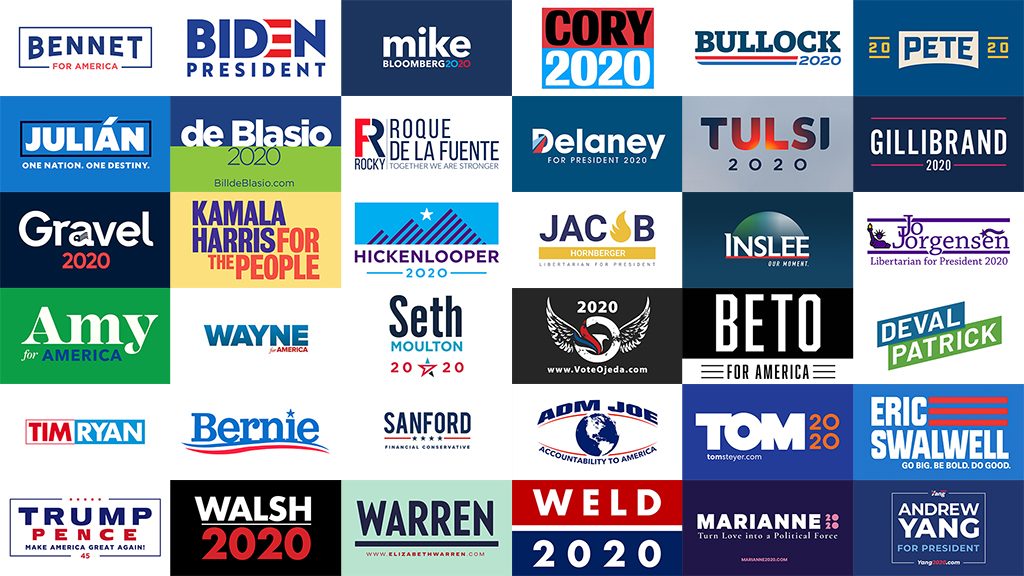 BENNET
FOR AMERICA
BIDEN
PRESIDENT
mike
BLOOMBERG2020
CORY
2020
BULLOCK
2020
20 PETE 20
JULIÁN
ONE NATION. ONE DESTINY.
de Blasio
2020
BilldeBlasio.com
R
ROCKY
ROQUE
DE LA FUENTE
TOGETHER WE ARE STRONGER
Delaney
FOR PRESIDENT 2020
TULSI
2020
GILLIBRAND
2020
Gravel
2020
KAMALA
HARRIS FOR
THE PEOPLE
HICKENLOOPER
2020
JACOB
HORNBERGER
LIBERTARIAN FOR PRESIDENT
INSLEE
OUR MOMENT.
Jo
Jorgensen
Libertarian for President 2020
Amy
for AMERICA
WAYNE
for AMERICA
Seth
MOULTON
20 20
2020
www.VoteOjeda.com
BETO
FOR AMERICA
DEVAL
PATRICK
TIM RYAN
Bernie
SANFORD
FINANCIAL CONSERVATIVE
ADM JOE
ACCOUNTABILITY TO AMERICA
TOM 20
20
tomsteyer.com
ERIC
SWALWELL
GO BIG. BE BOLD. DO GOOD.
TRUMP
PENCE
MAKE AMERICA GREAT AGAIN!
45
WALSH
2020
WARREN
WWW.ELIZABETHWARREN.COM
WELD
2020
MARIANNE 20
20
Turn Love into a Political Force
MARIANNE2020.COM
Yang
ANDREW
YANG
FOR PRESIDENT
Yang2020.com